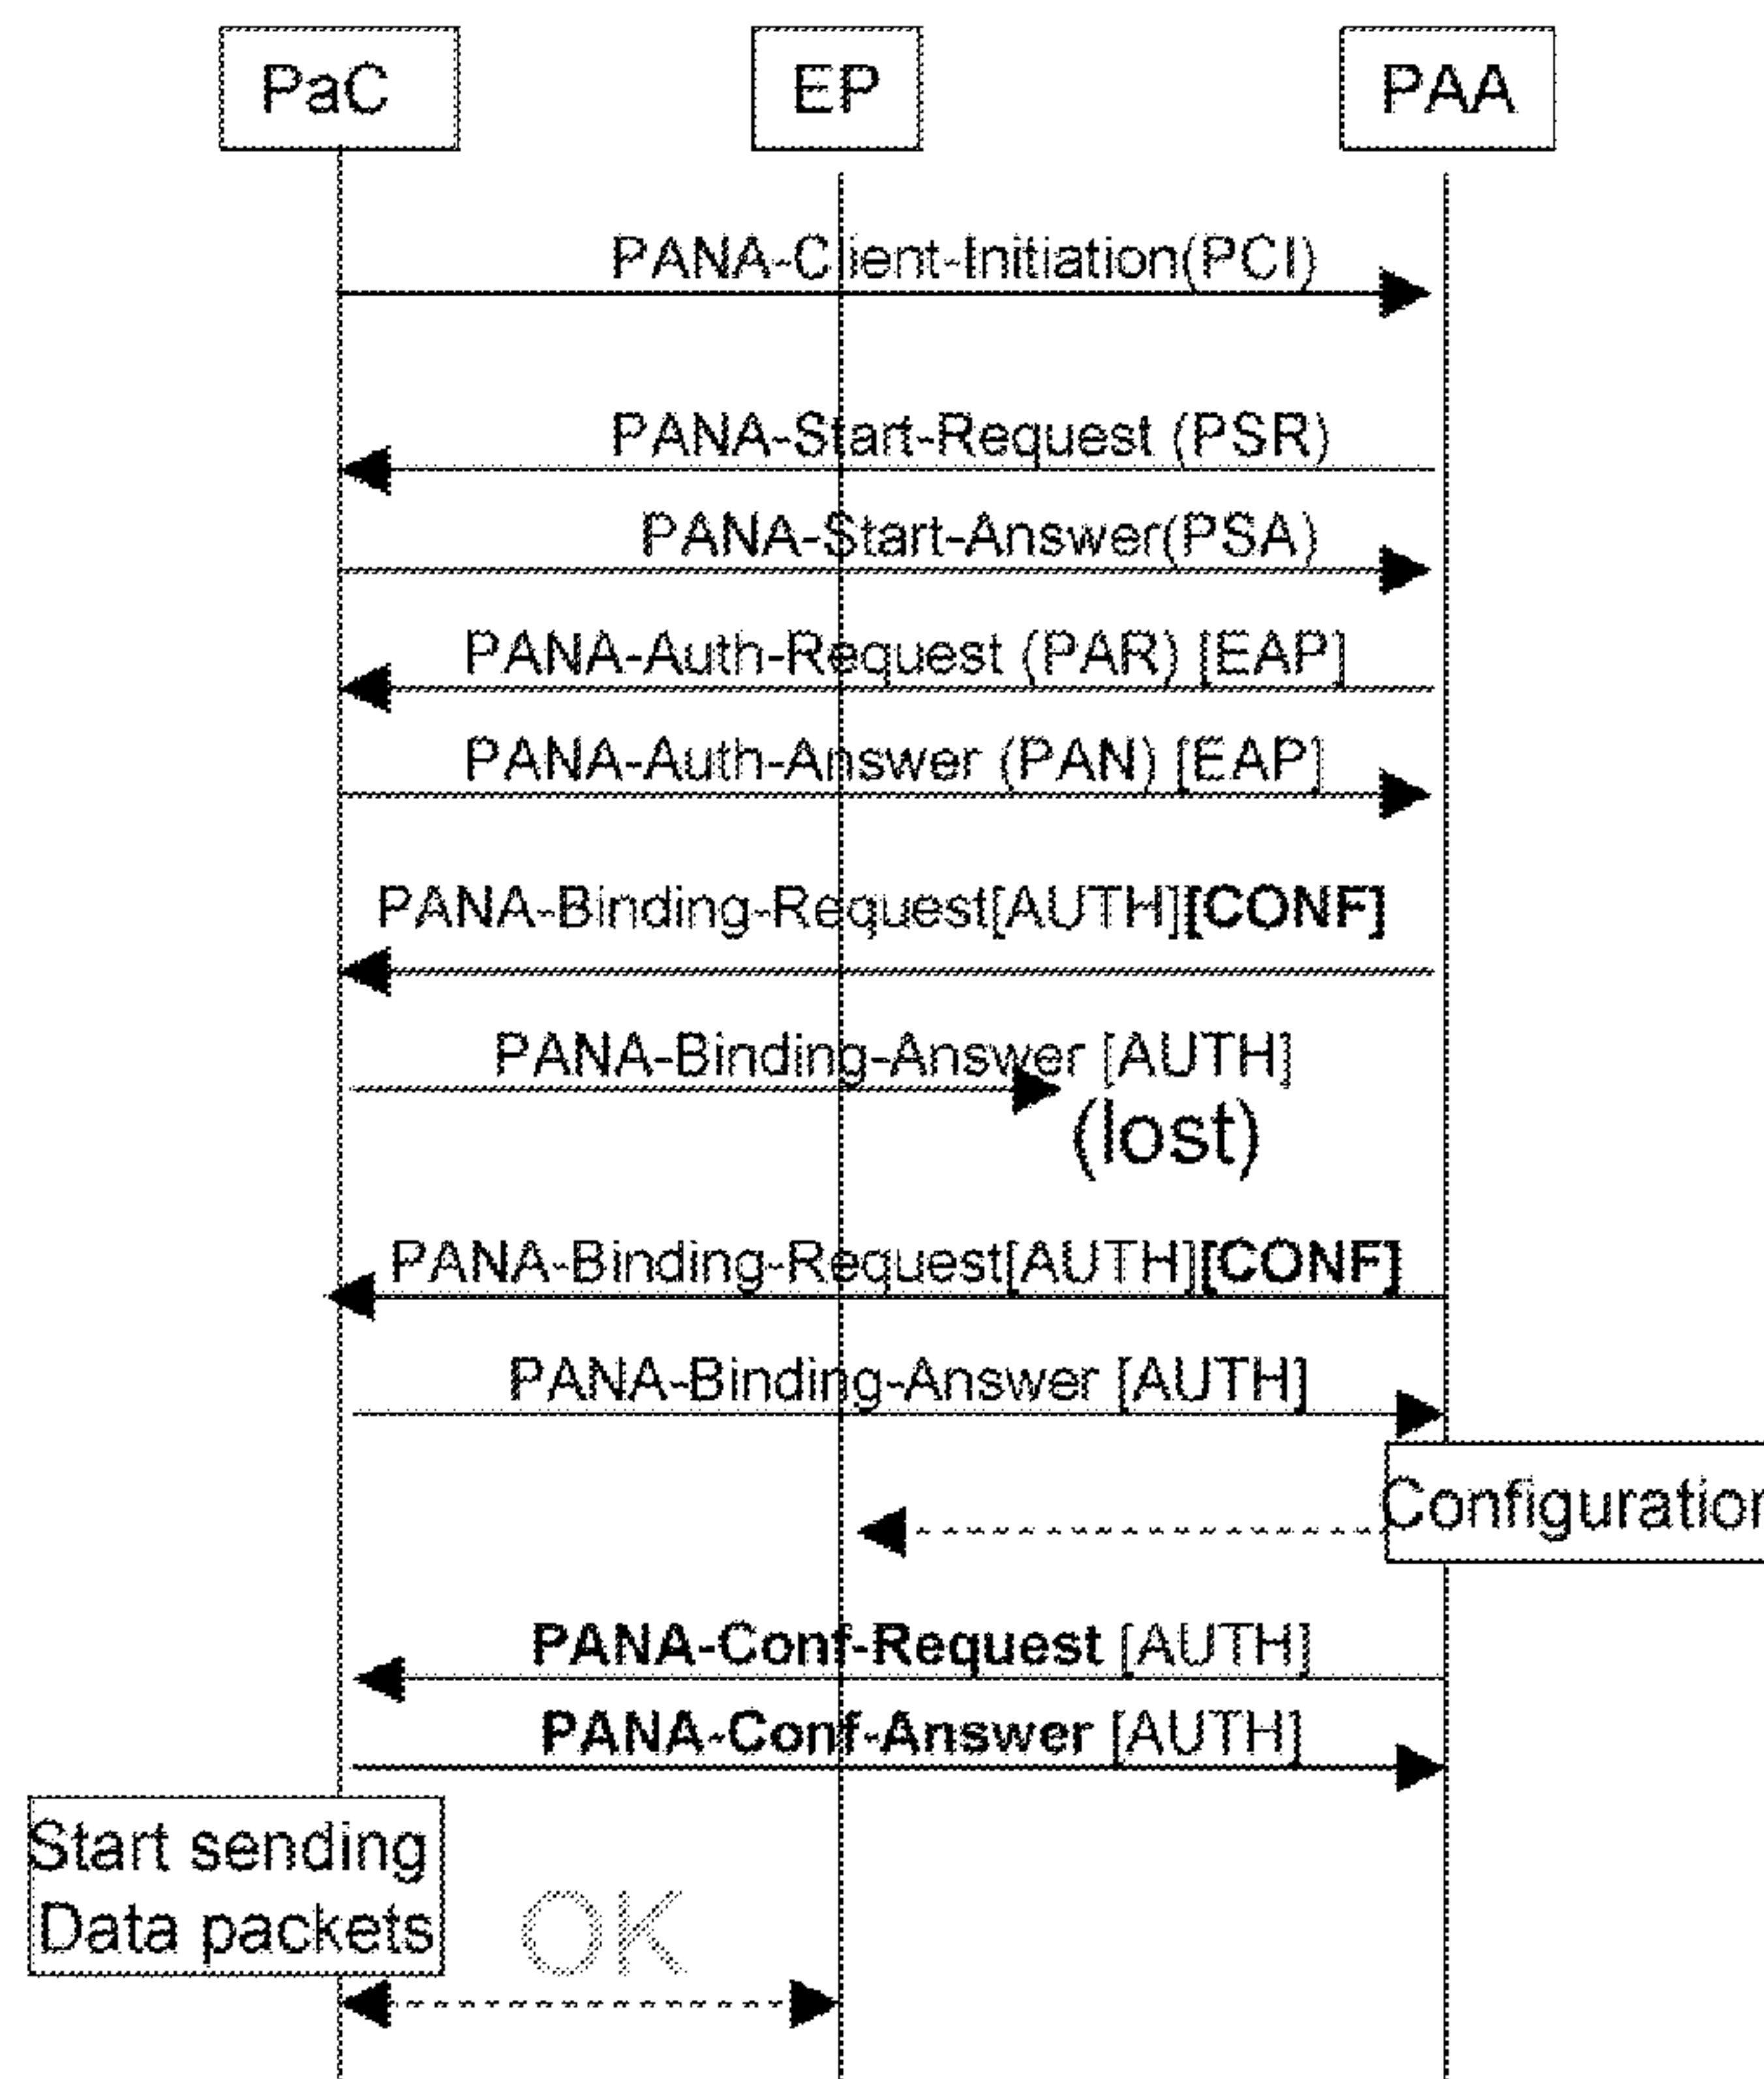 PaC
EP
PAA
PANA-Client-Initiation(PCI)
PANA-Start-Request (PSR)
PANA-Start-Answer(PSA)
PANA-Auth-Request (PAR) [EAP]
PANA-Auth-Answer (PAN) [EAP]
PANA-Binding-Request[AUTH][CONF]
PANA-Binding-Answer [AUTH]
(lost)
PANA-Binding-Request[AUTH][CONF]
PANA-Binding-Answer [AUTH]
Configuration
PANA-Conf-Request [AUTH]
PANA-Conf-Answer [AUTH]
Start sending
Data packets
OK